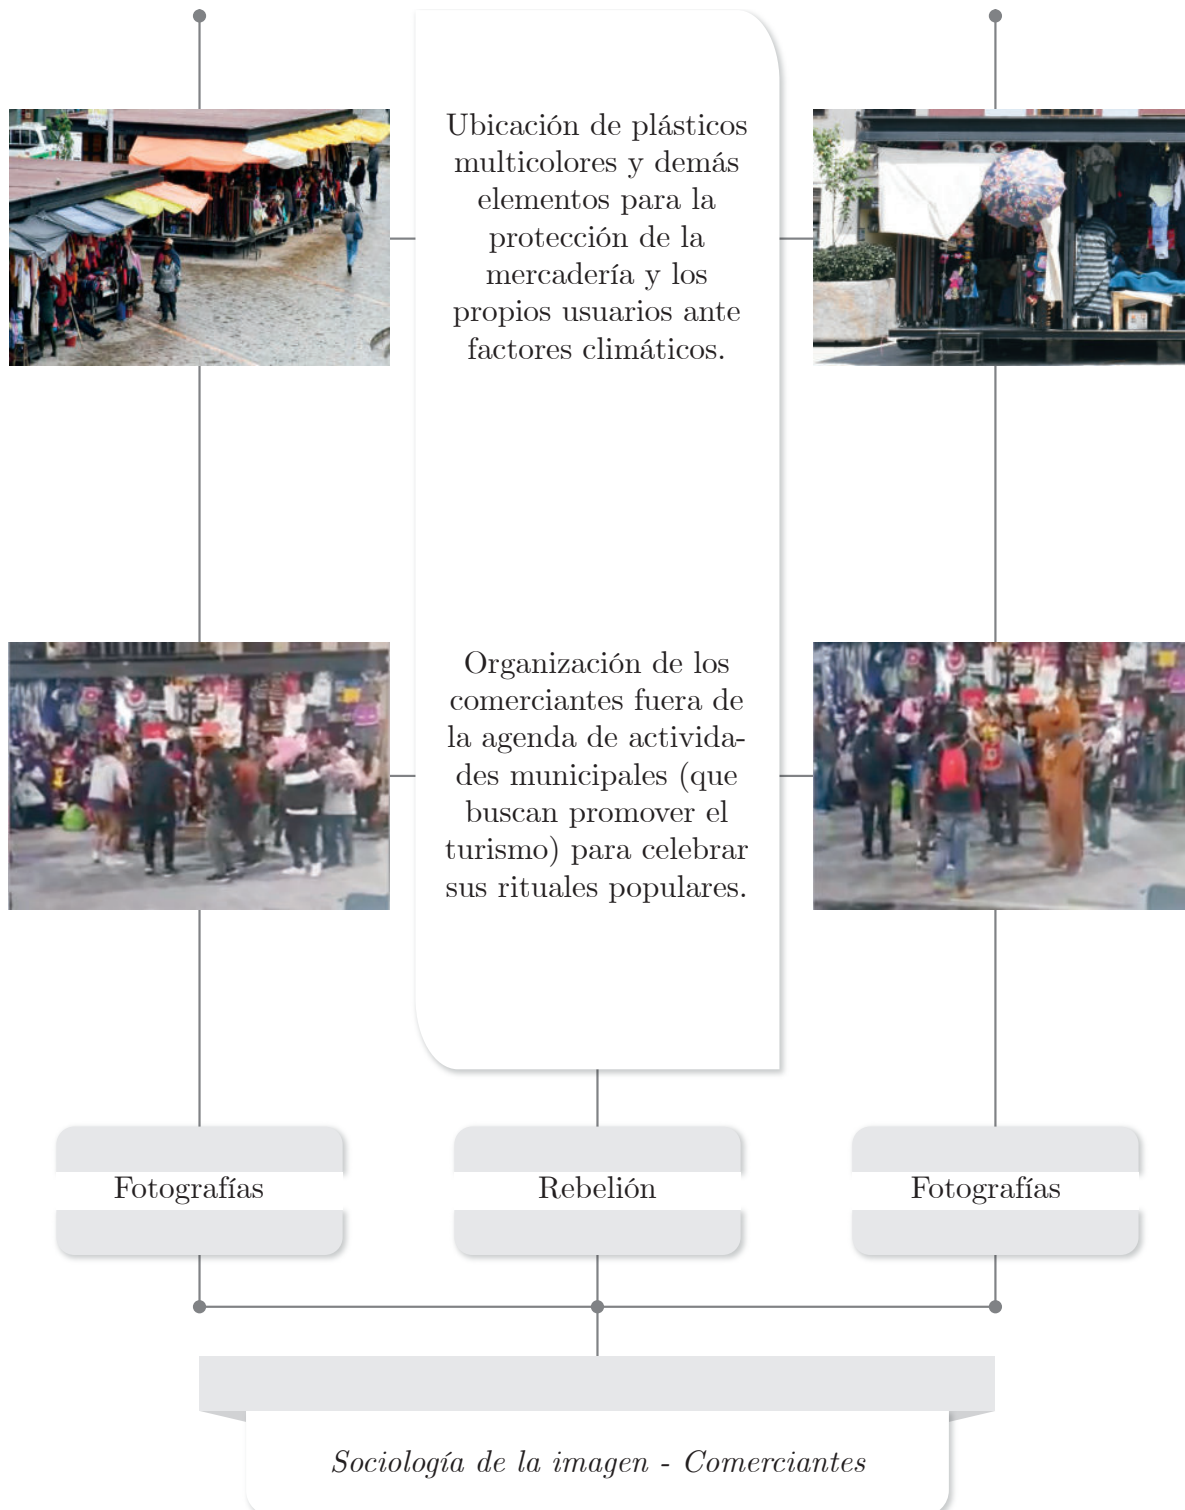 Ubicación de plásticos
multicolores y demás
elementos para la
protección de la
mercadería y los
propios usuarios ante
factores climáticos.
Organización de los
comerciantes fuera de
la agenda de activida-
des municipales (que
buscan promover el
turismo) para celebrar
sus rituales populares.
Fotografías
Rebelión
Fotografías
Sociología de la imagen - Comerciantes